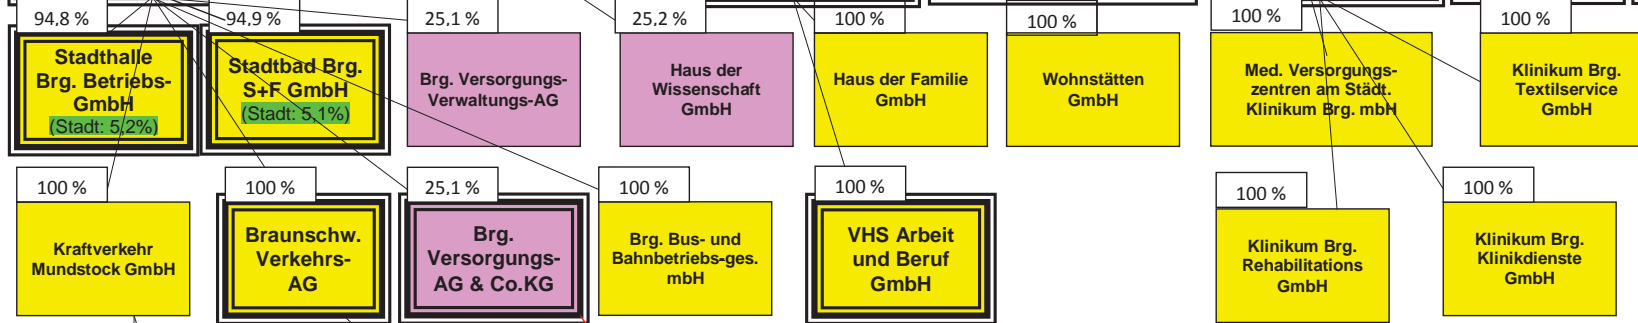 94,8 %
Stadthalle
Brg. Betriebs-
GmbH
(Stadt: 5,2%)
94,9 %
Stadtbad Brg.
S+F GmbH
(Stadt: 5,1%)
25,1 %
Brg. Versorgungs-
Verwaltungs-AG
25,2 %
Haus der
Wissenschaft
GmbH
100 %
Haus der Familie
GmbH
100 %
Wohnstätten
GmbH
100 %
Med. Versorgungs-
zentren am Städt.
Klinikum Brg. mbH
100 %
Klinikum Brg.
Textilservice
GmbH
100 %
Kraftverkehr
Mundstock GmbH
100 %
Braunschw.
Verkehrs-
AG
25,1 %
Brg.
Versorgungs-
AG & Co.KG
100 %
Brg. Bus- und
Bahnbetriebs-ges.
mbH
100 %
VHS Arbeit
und Beruf
GmbH
100 %
Klinikum Brg.
Rehabilitations
GmbH
100 %
Klinikum Brg.
Klinikdienste
GmbH